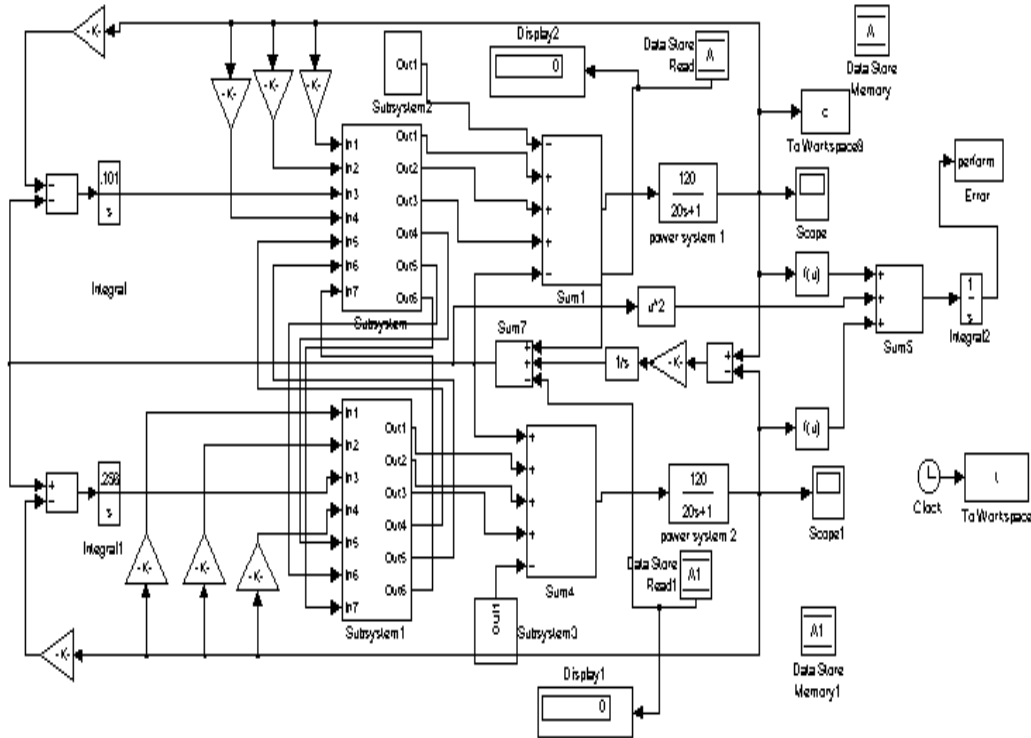 -K-
Display2
0
Data Store
Read
A
A
Data Store
Memory
Out1
Subsystem2
-K-
-K-
-K-
c
To Workspace9
In1
In2
In3
In4
In5
In6
In7
Out1
Out2
Out3
Out4
Out5
Out6
Subsystem
−
+
+
+
−
Sum1
120
20s+1
power system 1
Scope
perform
Error
−
−
.101
s
Integral
f(u)
u^2
+
+
+
Sum5
1
s
Integral2
Sum7
+
+
−
1/s
-K-
+
−
f(u)
In1
In2
In3
In4
In5
In6
In7
Out1
Out2
Out3
Out4
Out5
Out6
Subsystem1
+
+
+
+
−
Sum4
+
−
.256
s
Integral1
120
20s+1
power system 2
Scope1
Clock
t
To Workspace
-K-
-K-
-K-
Data Store
Read1
A1
Out1
Subsystem3
A1
Data Store
Memory1
-K-
Display1
0